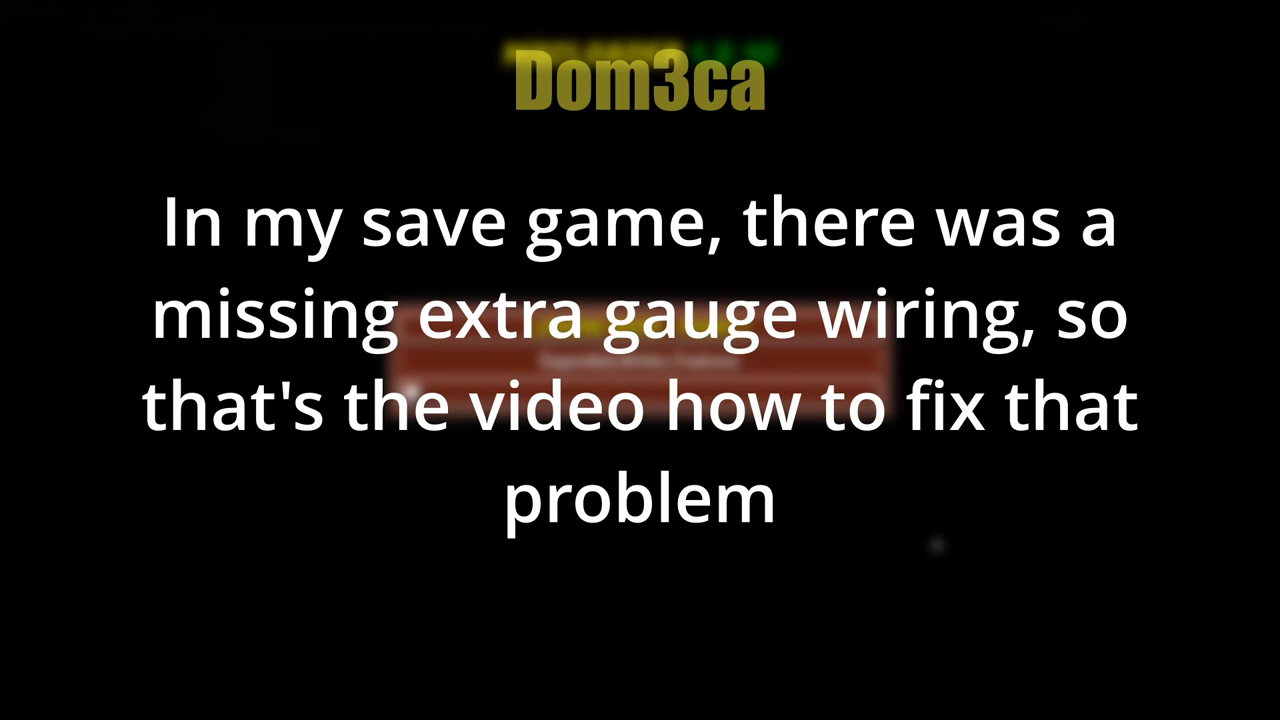 Dom3ca
In my save game, there was a
missing extra gauge wiring, so
that's the video how to fix that
problem